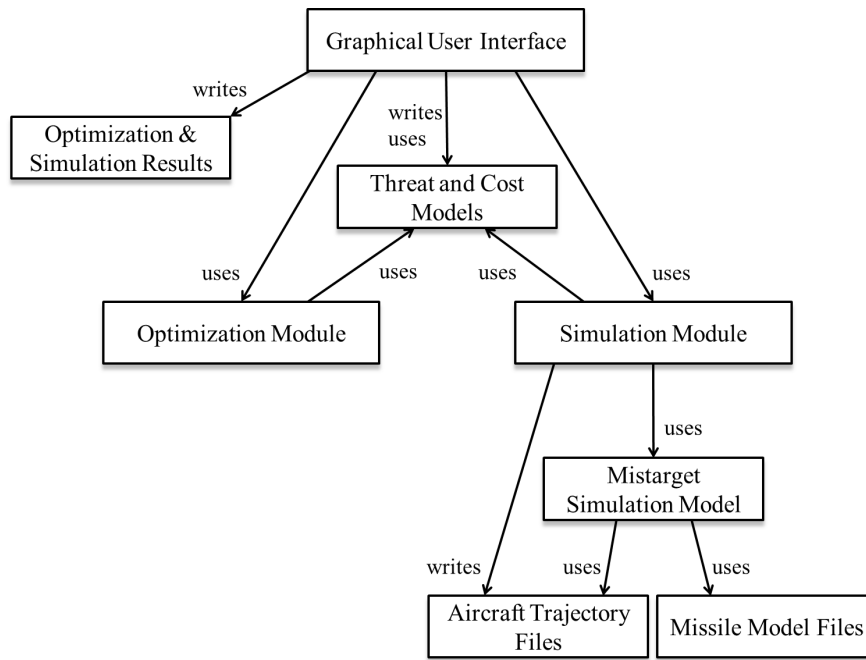 Graphical User Interface
writes
Optimization &
Simulation Results
writes
uses
Threat and Cost
Models
uses
uses
uses
uses
Optimization Module
Simulation Module
uses
Mistarget
Simulation Model
writes
uses
uses
Aircraft Trajectory
Files
Missile Model Files